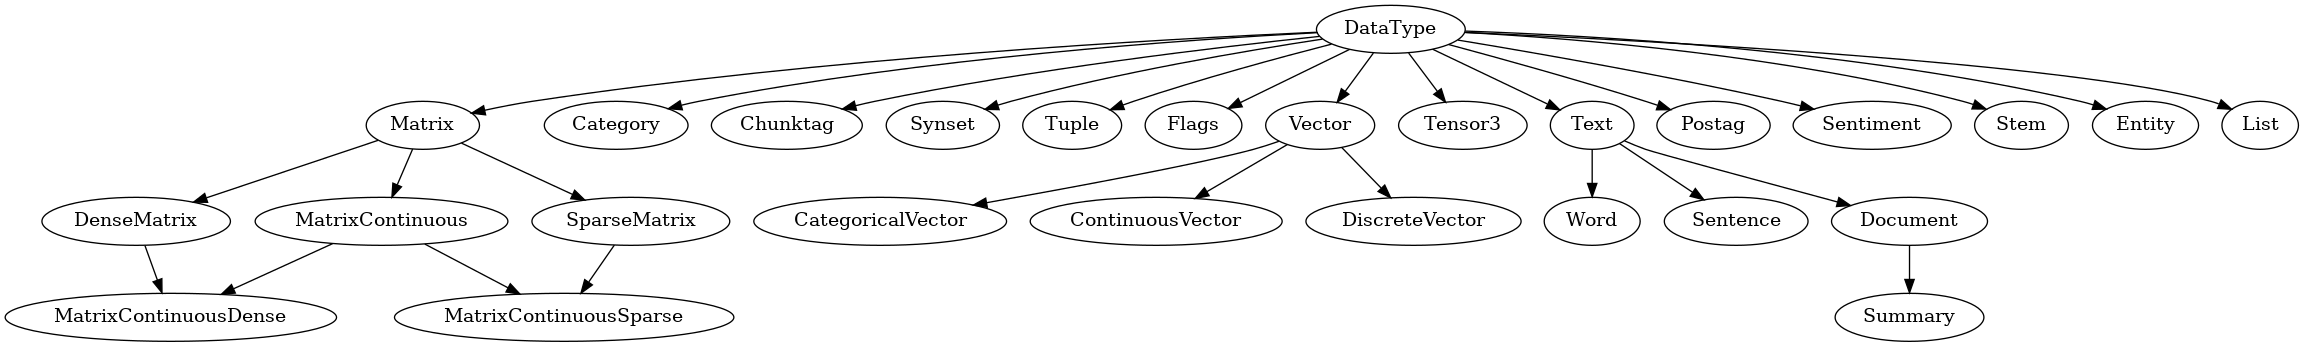 DataType
Matrix
Category
Chunktag
Synset
Tuple
Flags
Vector
Tensor3
Text
Postag
Sentiment
Stem
Entity
List
DenseMatrix
MatrixContinuous
SparseMatrix
CategoricalVector
ContinuousVector
DiscreteVector
Word
Sentence
Document
MatrixContinuousDense
MatrixContinuousSparse
Summary